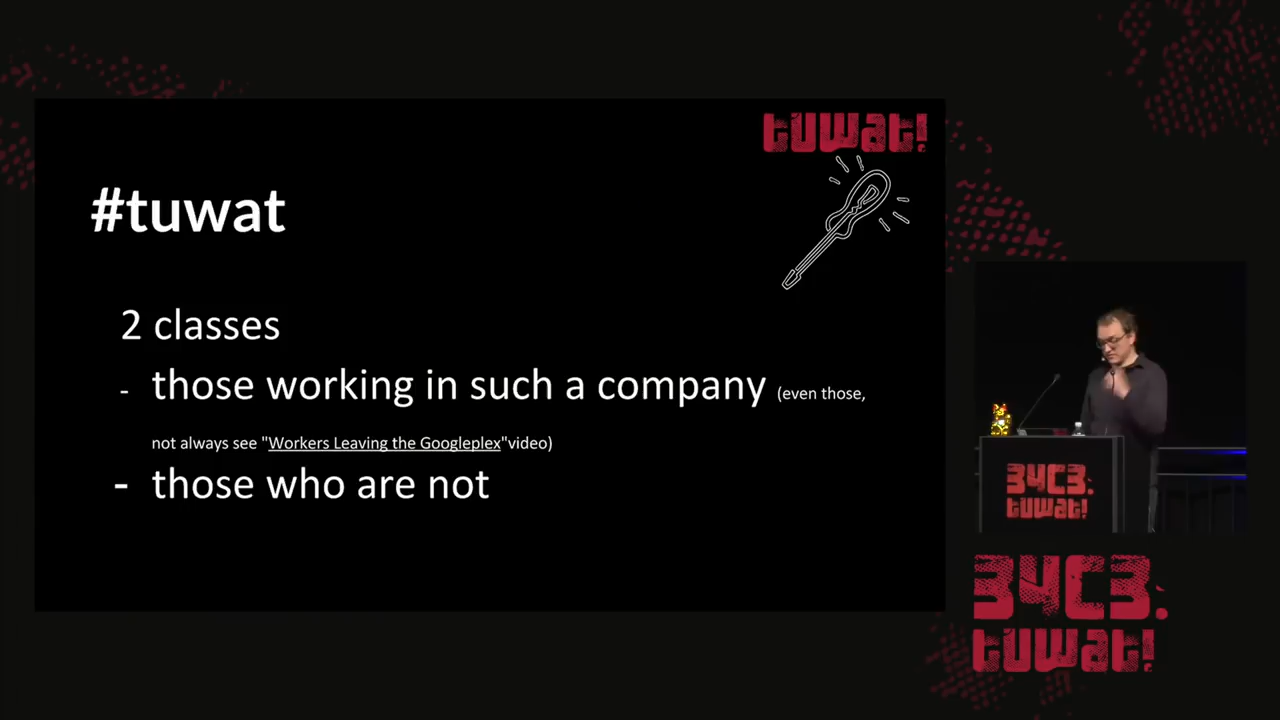 tuwat!
#tuwat
2 classes
- those working in such a company (even those,
not always see "Workers Leaving the Googleplex"video)
- those who are not
34C3.
tuwat!
34C3.
tuwat!